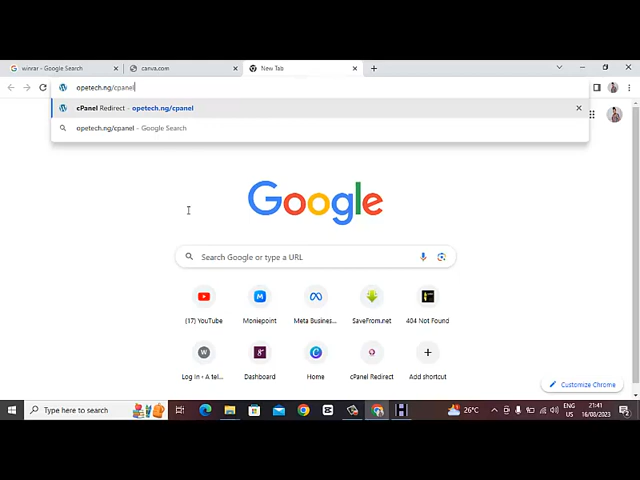 winrar - Google Search
canva.com
New Tab
opetech.ng/cpanel
cPanel Redirect - opetech.ng/cpanel
opetech.ng/cpanel - Google Search
Google
Search Google or type a URL
(17) YouTube
Moniepoint
Meta Busines...
SaveFrom.net
404 Not Found
Log In ‹ A tel...
Dashboard
Home
cPanel Redirect
Add shortcut
Customize Chrome
Type here to search
26°C
ENG
US
21:41
16/08/2023
2